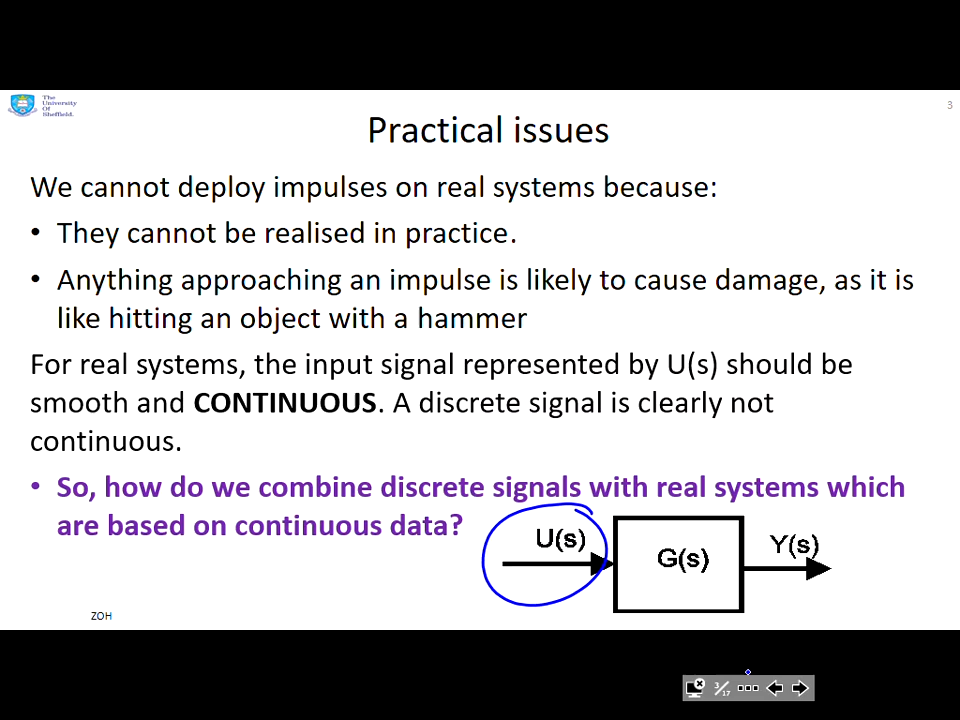 The
University
Of
Sheffield.
3
Practical issues
We cannot deploy impulses on real systems because:
• They cannot be realised in practice.
• Anything approaching an impulse is likely to cause damage, as it is
like hitting an object with a hammer
For real systems, the input signal represented by U(s) should be
smooth and CONTINUOUS. A discrete signal is clearly not
continuous.
• So, how do we combine discrete signals with real systems which
are based on continuous data?
U(s)
G(s)
Y(s)
ZOH
3/17